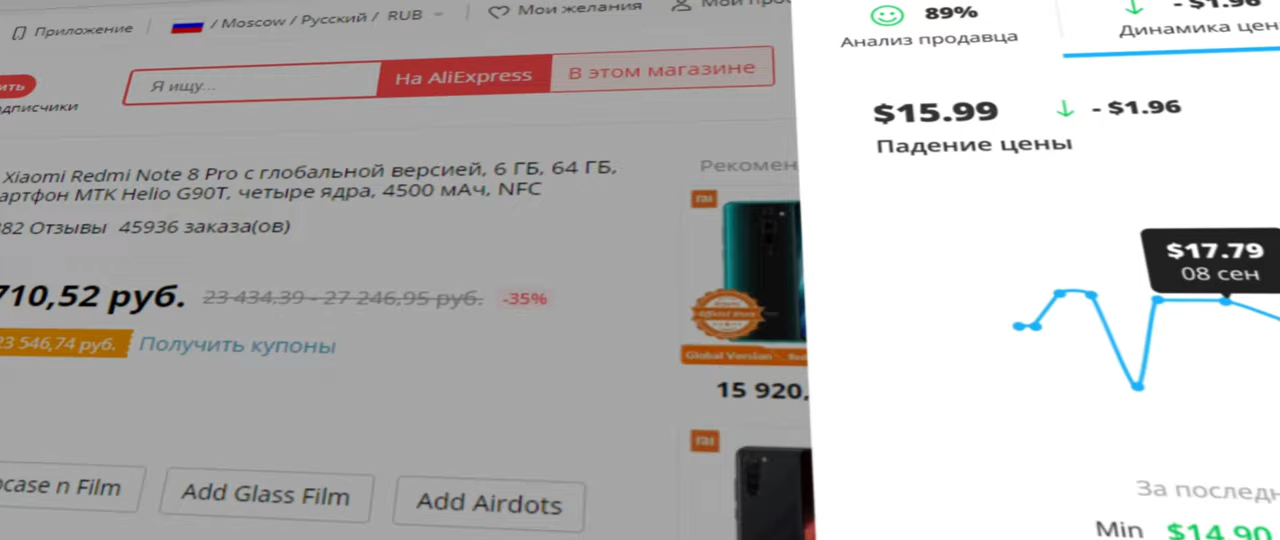 Приложение / Moscow / Русский / RUB Мои желания
Я ищу...
На AliExpress
В этом магазине
Xiaomi Redmi Note 8 Pro с глобальной версией, 6 ГБ, 64 ГБ,
артфон MTK Helio G90T, четыре ядра, 4500 мАч, NFC
82 Отзывы 45936 заказа(ов)
710,52 руб. 23 434,39 - 27 246,95 руб. -35%
23 546,74 руб. Получить купоны
case n Film
Add Glass Film
Add Airdots
Рекомен
Global Version
15 920,
89%
Анализ продавца
- $1.96
Динамика цен
$15.99 - $1.96
Падение цены
$17.79
08 сен
За последн
Min $14.90